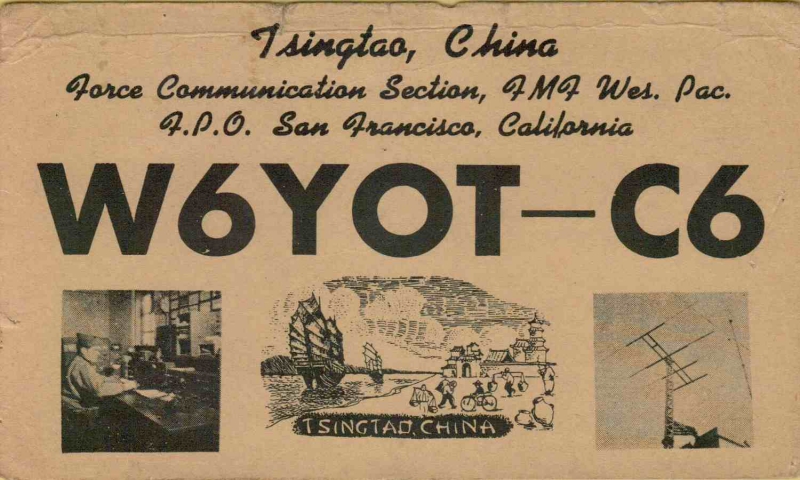 Tsingtao, China
Force Communication Section, FMF Wes. Pac.
F.P.O. San Francisco, California
W6YOT-C6
TSINGTAO, CHINA